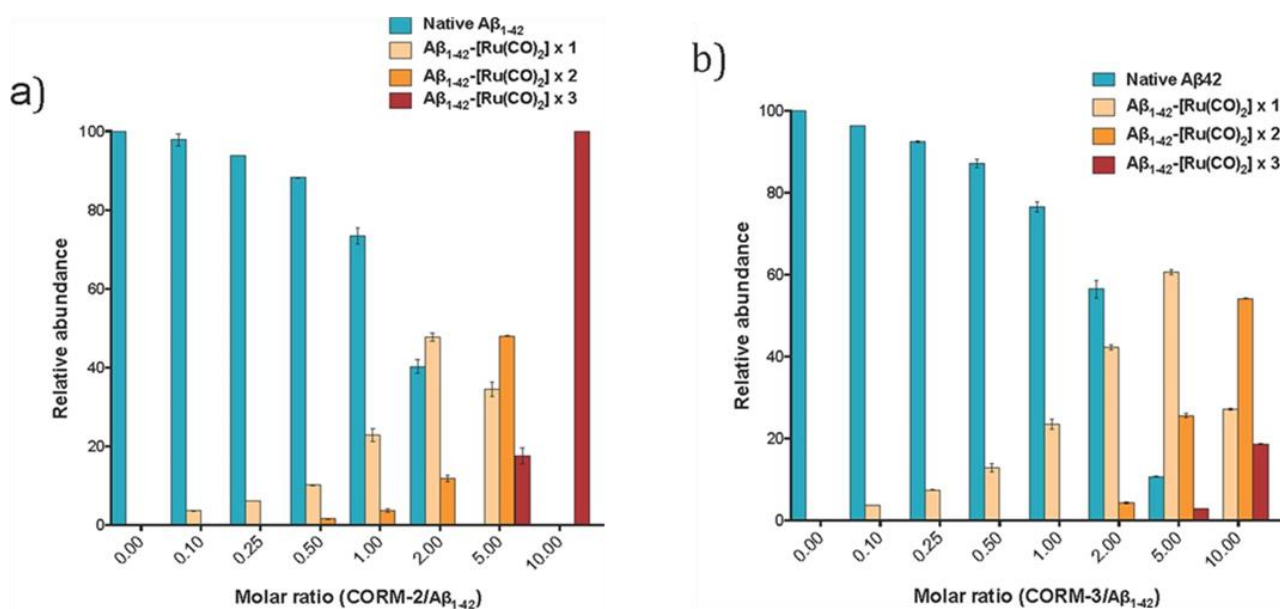 a)
Native Aβ1-42
Aβ1-42-[Ru(CO)2] x 1
Aβ1-42-[Ru(CO)2] x 2
Aβ1-42-[Ru(CO)2] x 3
Relative abundance
100
80
60
40
20
0
0.00 0.10 0.25 0.50 1.00 2.00 5.00 10.00
Molar ratio (CORM-2/Aβ1-42)
b)
Native Aβ42
Aβ1-42-[Ru(CO)2] x 1
Aβ1-42-[Ru(CO)2] x 2
Aβ1-42-[Ru(CO)2] x 3
Relative abundance
100
80
60
40
20
0
0.00 0.10 0.25 0.50 1.00 2.00 5.00 10.00
Molar ratio (CORM-3/Aβ1-42)